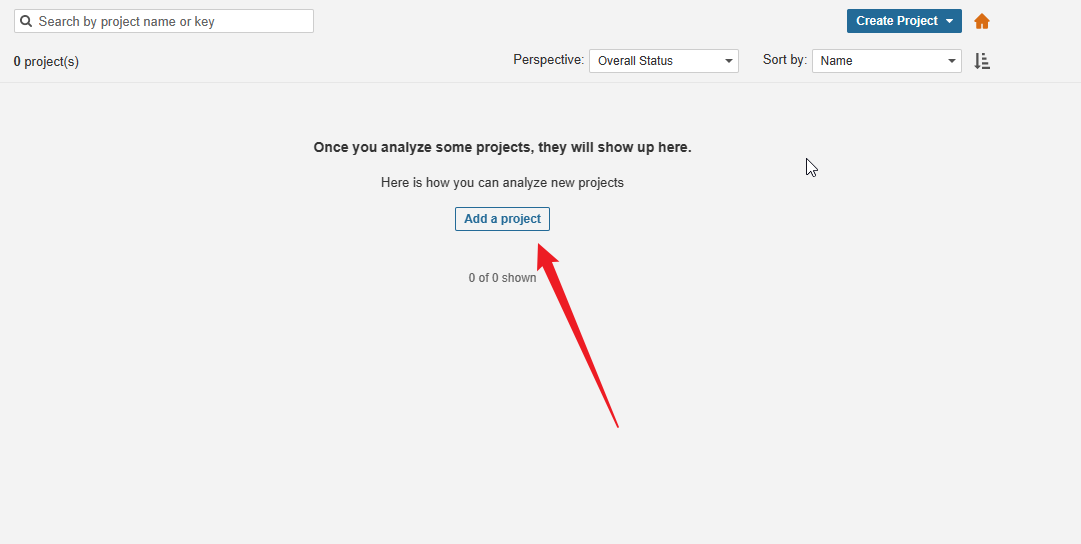 Search by project name or key
Create Project
0 project(s)
Perspective: Overall Status
Sort by: Name
Once you analyze some projects, they will show up here.
Here is how you can analyze new projects
Add a project
0 of 0 shown